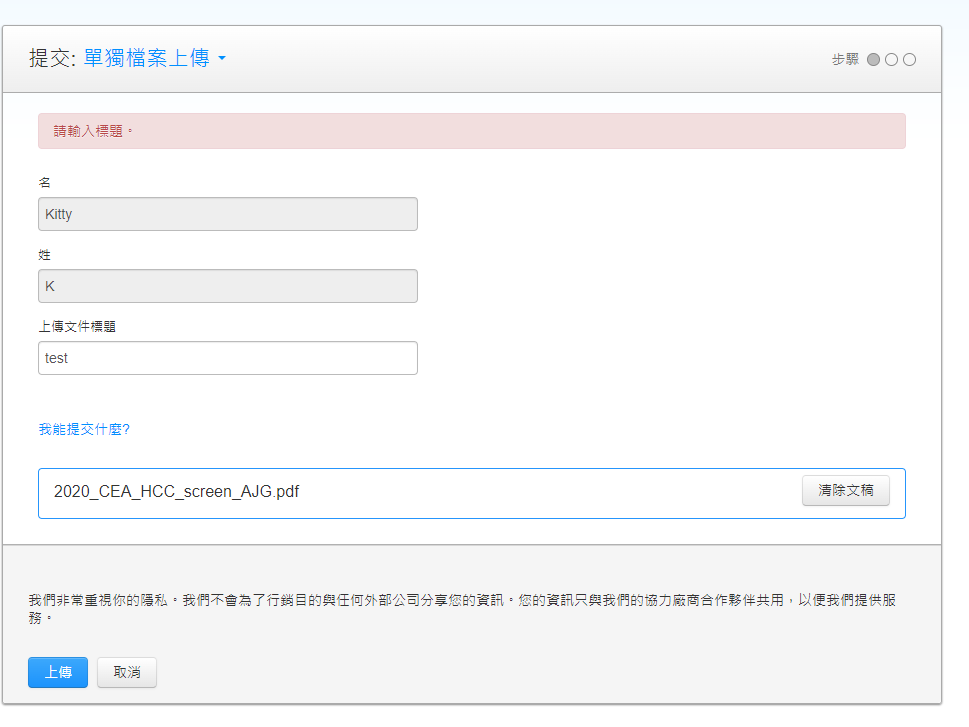 提交: 單獨檔案上傳
步驟
請輸入標題。
名
Kitty
姓
K
上傳文件標題
test
我能提交什麼?
2020_CEA_HCC_screen_AJG.pdf
清除文稿
我們非常重視你的隱私。我們不會為了行銷目的與任何外部公司分享您的資訊。您的資訊只與我們的協力廠商合作夥伴共用，以便我們提供服
務。
上傳
取消